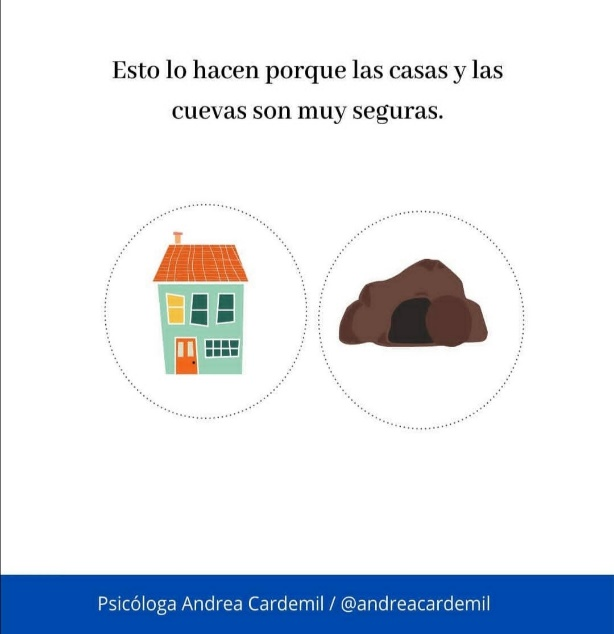 Esto lo hacen porque las casas y las
cuevas son muy seguras.
Psicóloga Andrea Cardemil / @andreacardemil